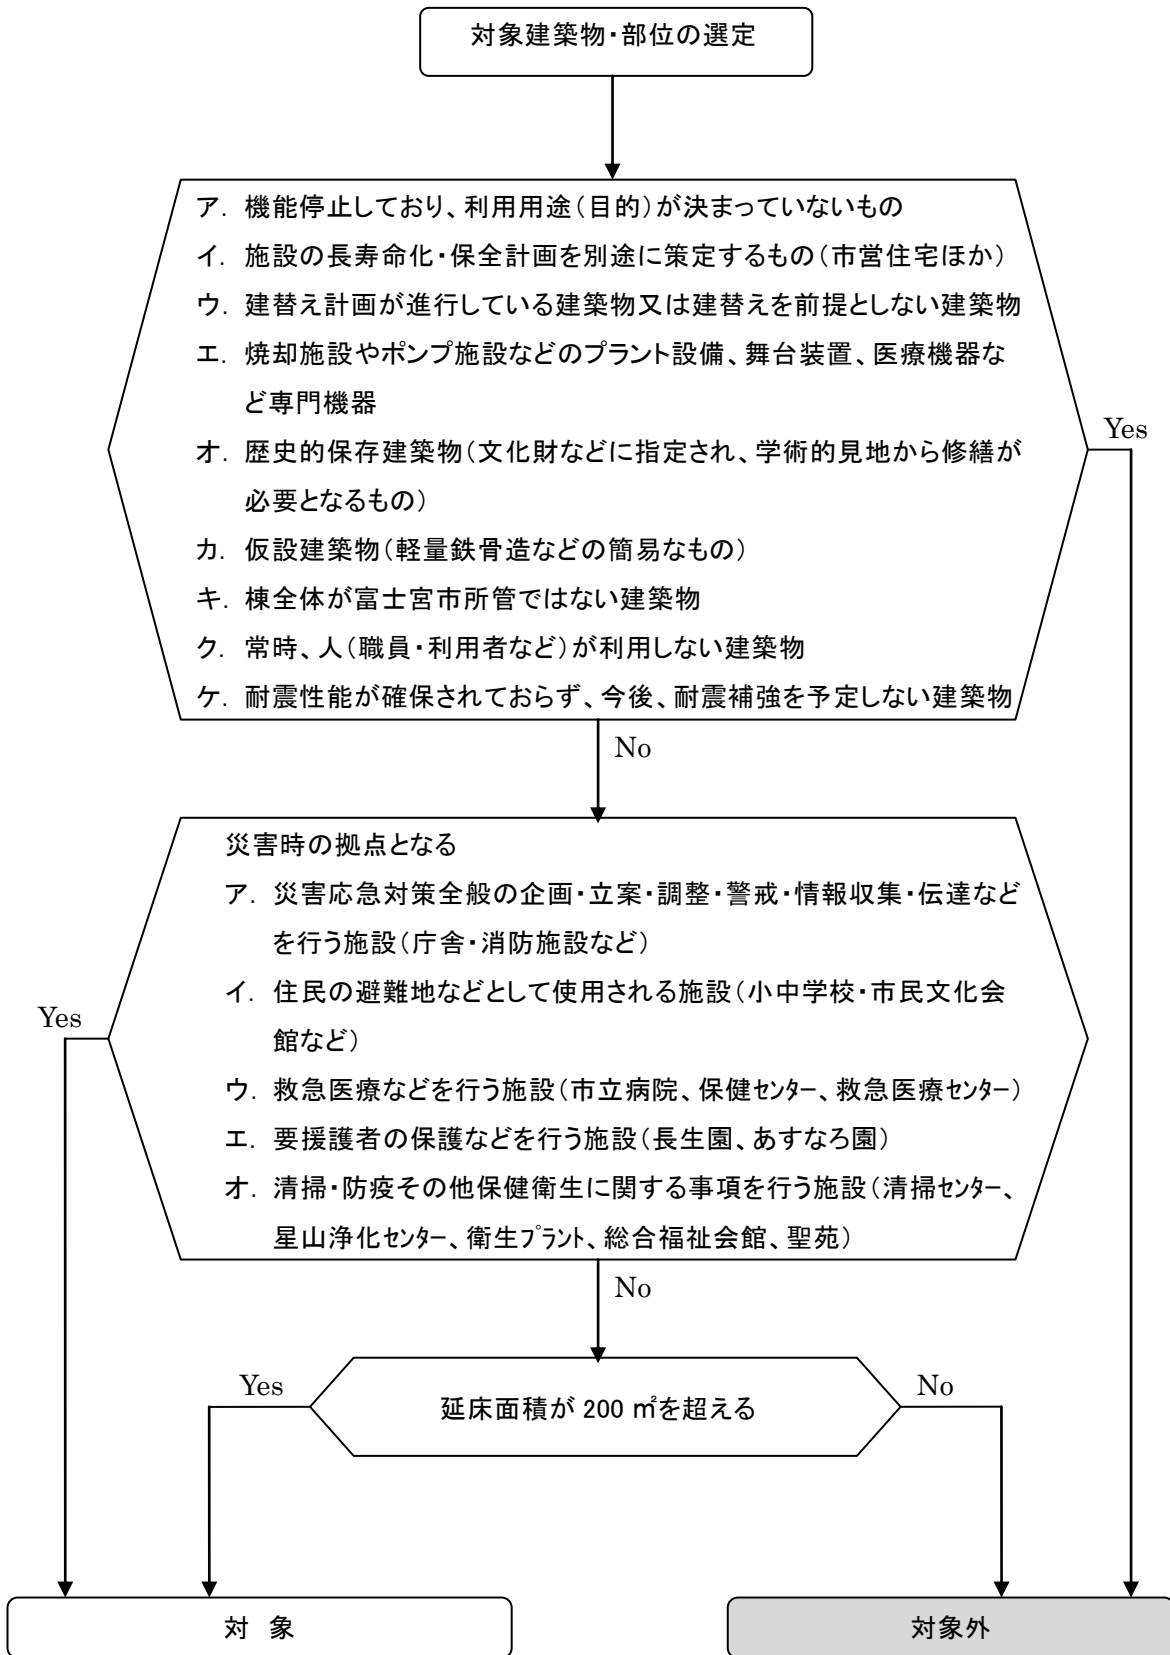 対象建築物・部位の選定
ア．機能停止しており、利用用途（目的）が決まっていないもの
イ．施設の長寿命化・保全計画を別途に策定するもの（市営住宅ほか）
ウ．建替え計画が進行している建築物又は建替えを前提としない建築物
エ．焼却施設やポンプ施設などのプラント設備、舞台装置、医療機器な
ど専門機器
Yes
オ．歴史的保存建築物（文化財などに指定され、学術的見地から修繕が
必要となるもの）
カ．仮設建築物（軽量鉄骨造などの簡易なもの）
キ．棟全体が富士宮市所管ではない建築物
ク．常時、人（職員・利用者など）が利用しない建築物
ケ．耐震性能が確保されておらず、今後、耐震補強を予定しない建築物
No
災害時の拠点となる
ア．災害応急対策全般の企画・立案・調整・警戒・情報収集・伝達など
を行う施設（庁舎・消防施設など）
イ．住民の避難地などとして使用される施設（小中学校・市民文化会
Yes
館など）
ウ．救急医療などを行う施設（市立病院、保健ｾﾝﾀｰ、救急医療ｾﾝﾀｰ）
エ．要援護者の保護などを行う施設（長生園、あすなろ園）
オ．清掃・防疫その他保健衛生に関する事項を行う施設（清掃ｾﾝﾀｰ、
星山浄化ｾﾝﾀｰ、衛生ﾌﾟﾗﾝﾄ、総合福祉会館、聖苑）
No
Yes
延床面積が 200 ㎡を超える
No
対 象
対象外